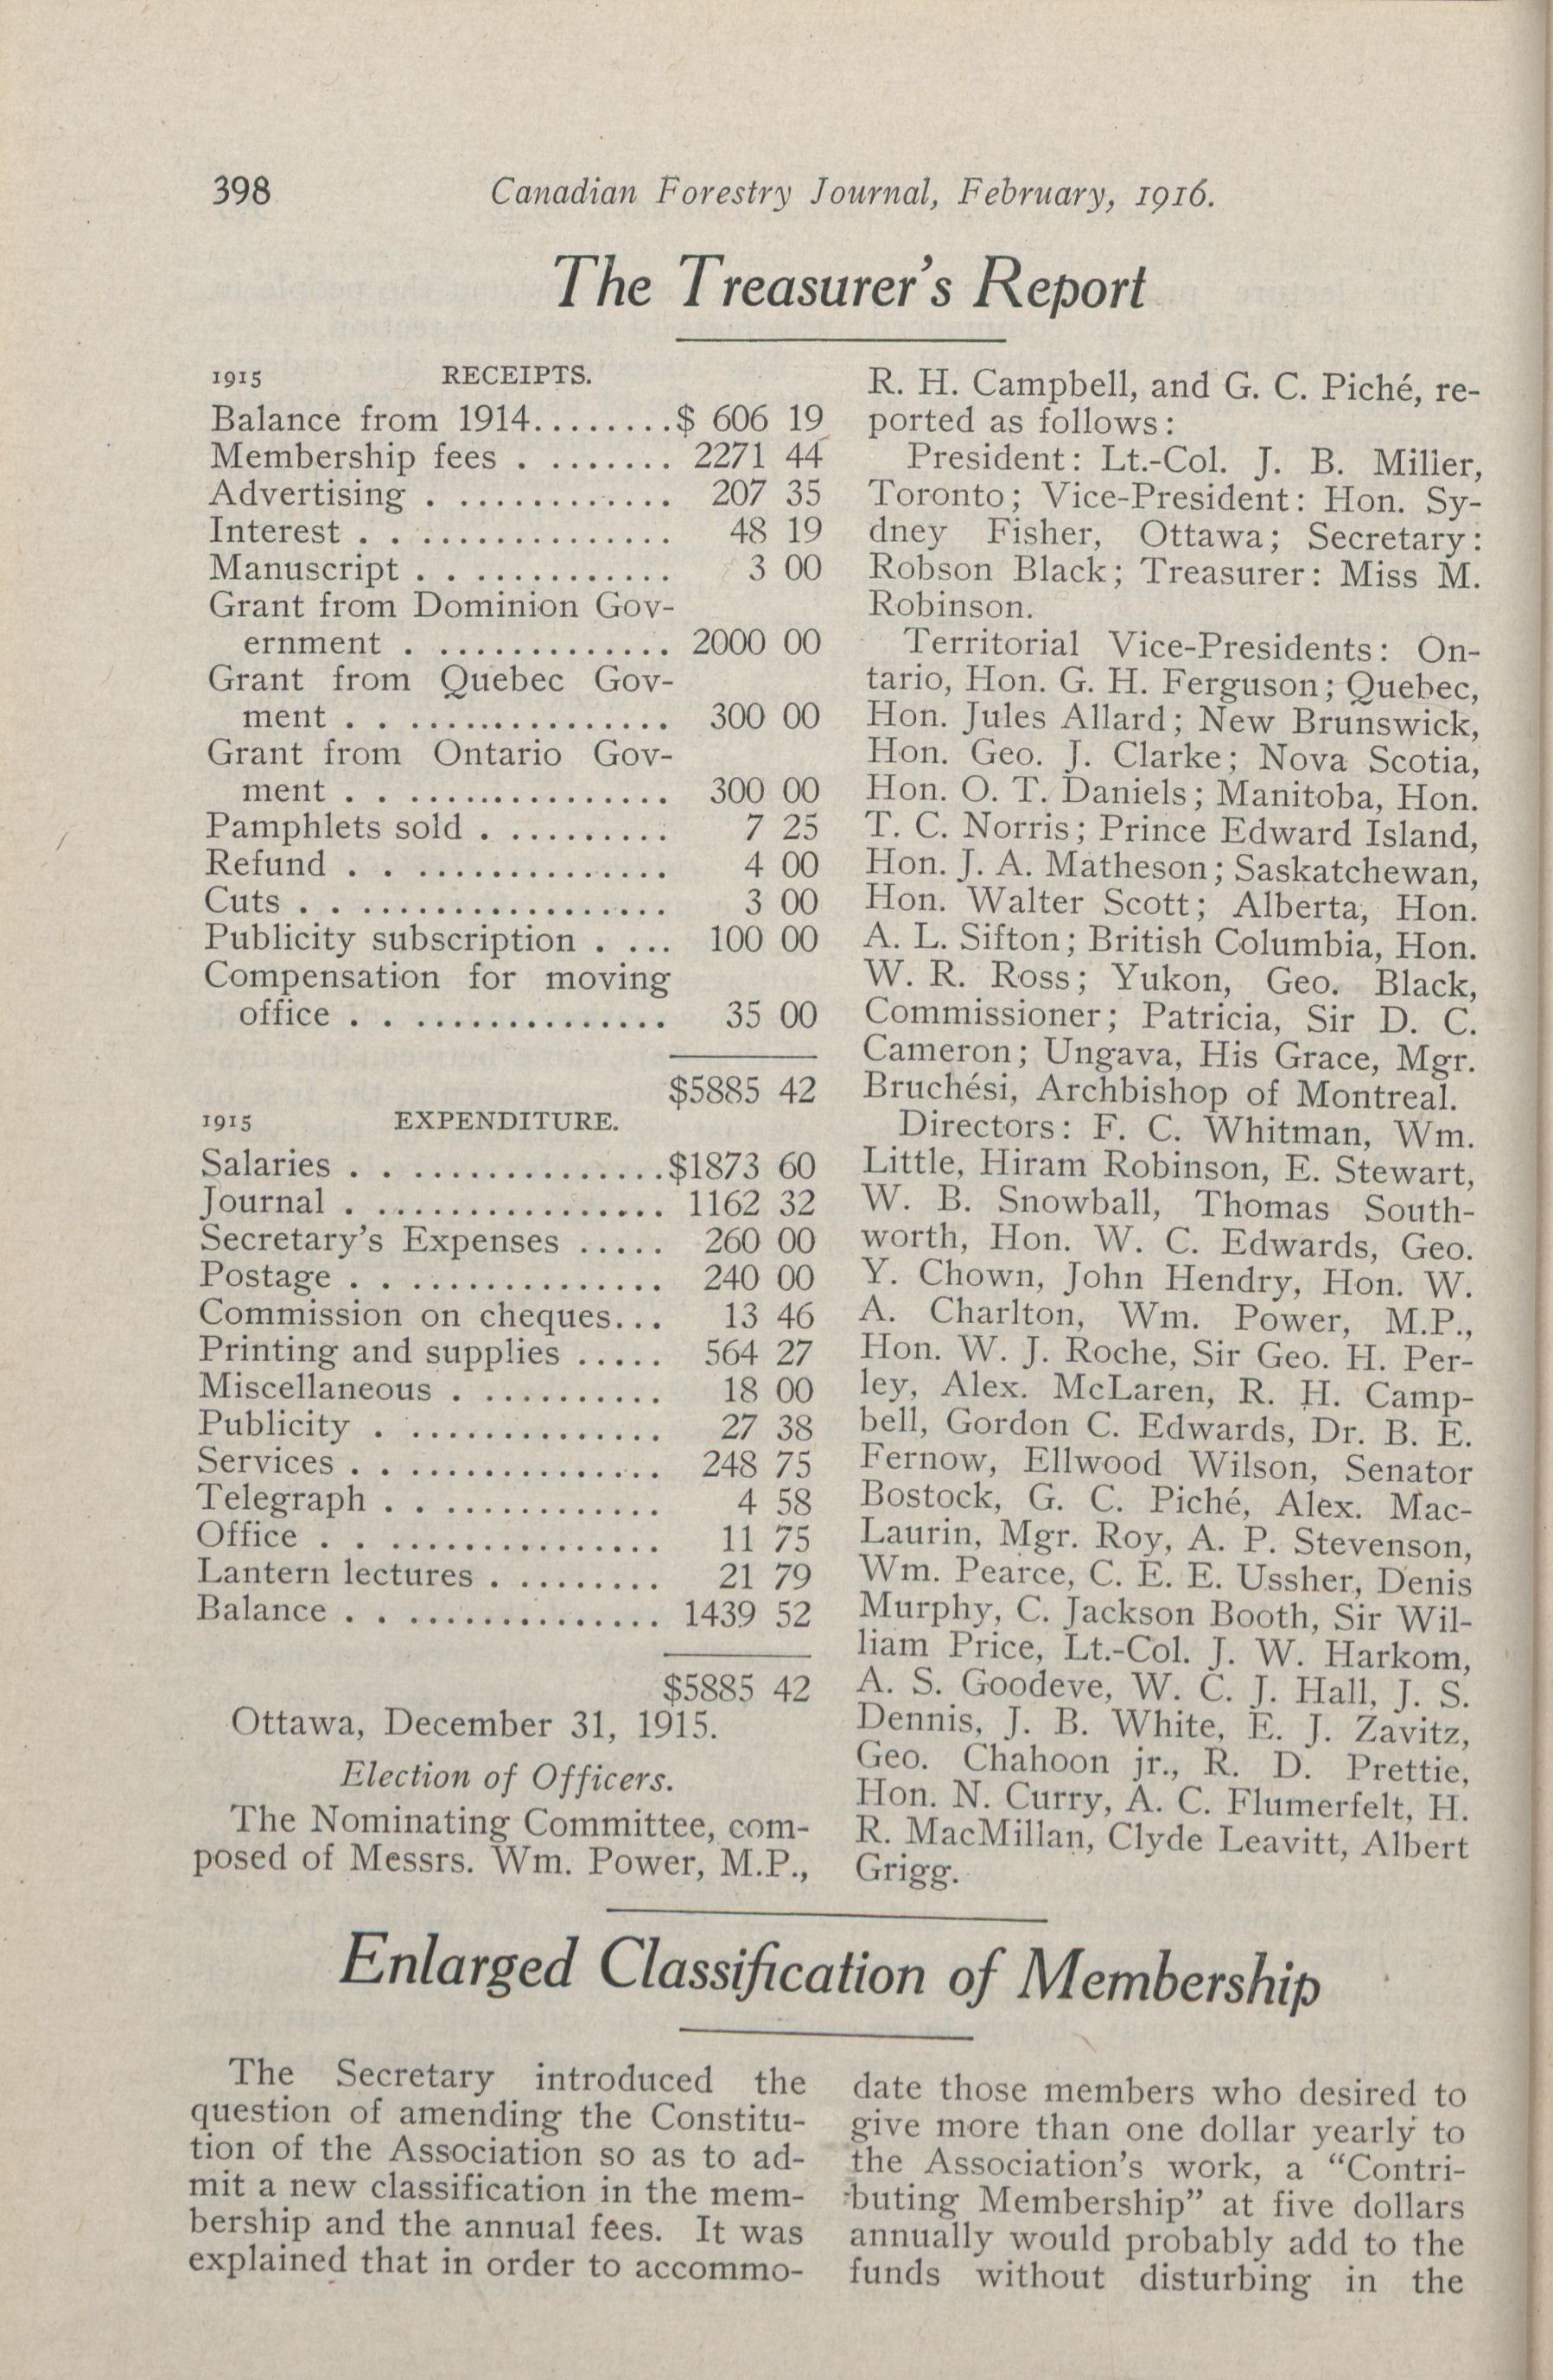 398 Canadian Forestry Journal, February, 1916.
The Treasurer's Report
1915 RECEIPTS.
Balance from 1914........$ 606 19
Membership fees . ....... 2271 44
Advertising . ............ 207 35
Interest . . .............. 48 19
Manuscript . . ........... 3 00
Grant from Dominion Gov-
ernment . ............. 2000 00
Grant from Quebec Gov-
ment . . ............... 300 00
Grant from Ontario Gov-
ment . . ............... 300 00
Pamphlets sold . ......... 7 25
Refund . . .............. 4 00
Cuts . . ................. 3 00
Publicity subscription . ... 100 00
Compensation for moving
office . . .............. 35 00
$5885 42
1915 EXPENDITURE.
Salaries . . ..............$1873 60
Journal . ................ 1162 32
Secretary's Expenses ..... 260 00
Postage . . .............. 240 00
Commission on cheques... 13 46
Printing and supplies ..... 564 27
Miscellaneous . .......... 18 00
Publicity . .............. 27 38
Services . . .............. 248 75
Telegraph . . ............ 4 58
Office . . ............... 11 75
Lantern lectures . ........ 21 79
Balance . . .............. 1439 52
$5885 42
Ottawa, December 31, 1915.
Election of Officers.
The Nominating Committee, com-
posed of Messrs. Wm. Power, M.P.,
R. H. Campbell, and G. C. Piché, re-
ported as follows:
President: Lt.-Col. J. B. Miller,
Toronto; Vice-President: Hon. Sy-
dney Fisher, Ottawa; Secretary:
Robson Black; Treasurer: Miss M.
Robinson.
Territorial Vice-Presidents: On-
tario, Hon. G. H. Ferguson; Quebec,
Hon. Jules Allard; New Brunswick,
Hon. Geo. J. Clarke; Nova Scotia,
Hon. O. T. Daniels; Manitoba, Hon.
T. C. Norris; Prince Edward Island,
Hon. J. A. Matheson; Saskatchewan,
Hon. Walter Scott; Alberta, Hon.
A. L. Sifton; British Columbia, Hon.
W. R. Ross; Yukon, Geo. Black,
Commissioner; Patricia, Sir D. C.
Cameron; Ungava, His Grace, Mgr.
Bruchési, Archbishop of Montreal.
Directors: F. C. Whitman, Wm.
Little, Hiram Robinson, E. Stewart,
W. B. Snowball, Thomas South-
worth, Hon. W. C. Edwards, Geo.
Y. Chown, John Hendry, Hon. W.
A. Charlton, Wm. Power, M.P.,
Hon. W. J. Roche, Sir Geo. H. Per-
ley, Alex. McLaren, R. H. Camp-
bell, Gordon C. Edwards, Dr. B. E.
Fernow, Ellwood Wilson, Senator
Bostock, G. C. Piché, Alex. Mac-
Laurin, Mgr. Roy, A. P. Stevenson,
Wm. Pearce, C. E. E. Ussher, Denis
Murphy, C. Jackson Booth, Sir Wil-
liam Price, Lt.-Col. J. W. Harkom,
A. S. Goodeve, W. C. J. Hall, J. S.
Dennis, J. B. White, E. J. Zavitz,
Geo. Chahoon jr., R. D. Prettie,
Hon. N. Curry, A. C. Flumerfelt, H.
R. MacMillan, Clyde Leavitt, Albert
Grigg.
Enlarged Classification of Membership
The Secretary introduced the
question of amending the Constitu-
tion of the Association so as to ad-
mit a new classification in the mem-
bership and the annual fees. It was
explained that in order to accommo-
date those members who desired to
give more than one dollar yearly to
the Association's work, a "Contri-
buting Membership" at five dollars
annually would probably add to the
funds without disturbing in the